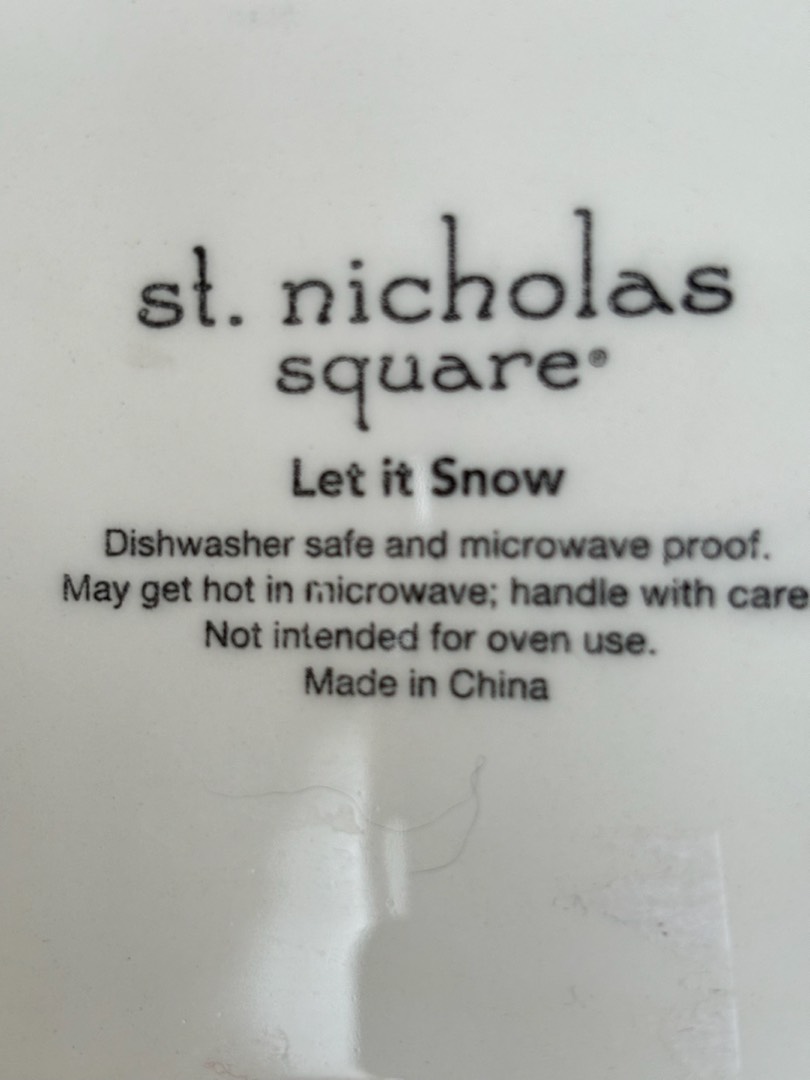 st. nicholas
square®
Let it Snow
Dishwasher safe and microwave proof.
May get hot in microwave; handle with care
Not intended for oven use.
Made in China